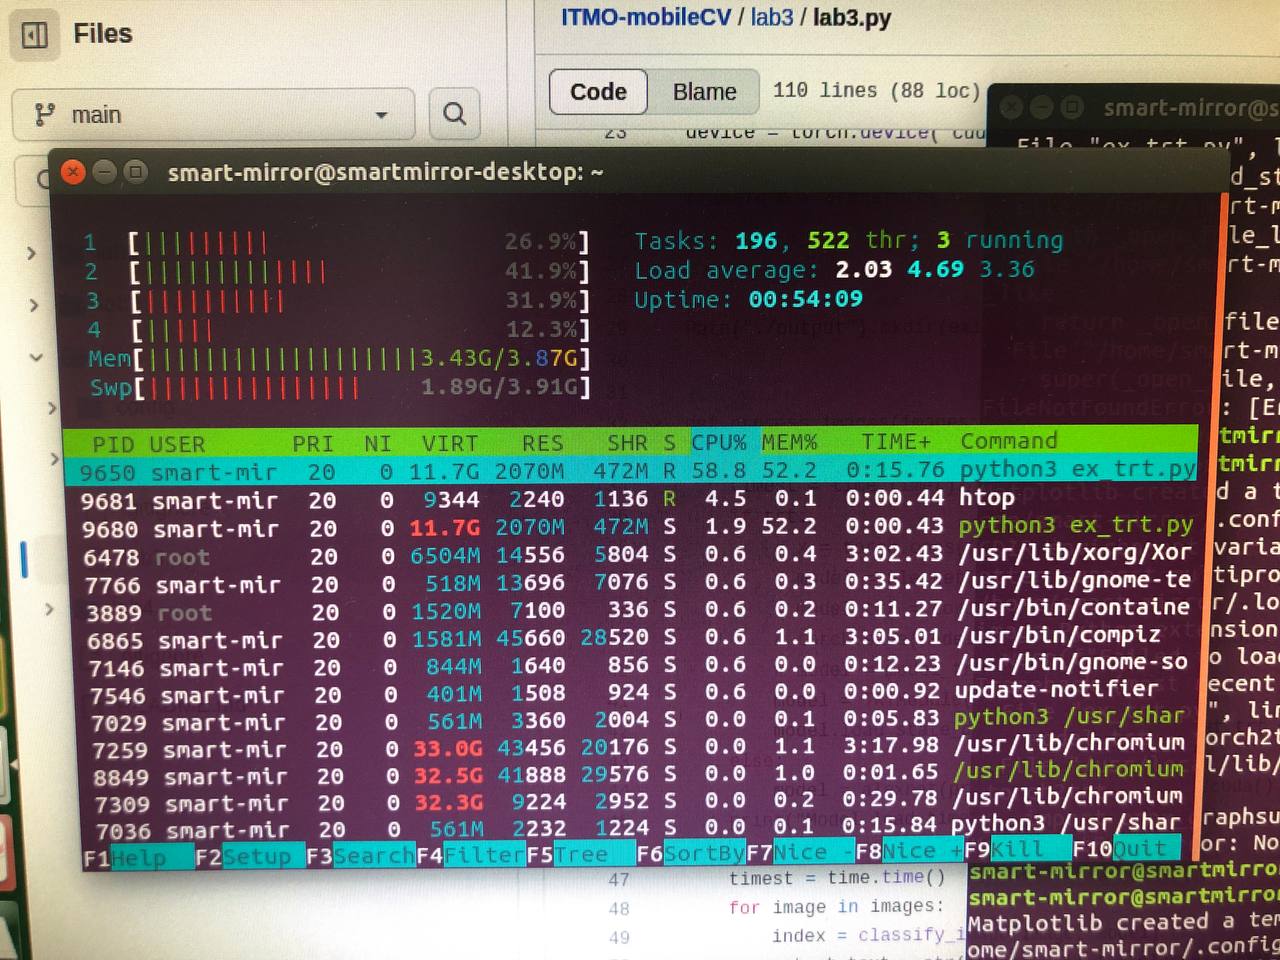 Files
ITMO-mobileCV / lab3 / lab3.py
main
Code Blame 110 lines (88 loc)
smart-mirror@s
23 device = torch.device(
File "ex_trt.py", l
smart-mirror@smartmirror-desktop: ~
1 [ 26.9%]
2 [ 41.9%]
3 [ 31.9%]
4 [ 12.3%]
Mem[ 3.43G/3.87G]
Swp[ 1.89G/3.91G]
Tasks: 196, 522 thr; 3 running
Load average: 2.03 4.69 3.36
Uptime: 00:54:09
PID USER PRI NI VIRT RES SHR S CPU% MEM% TIME+ Command
9650 smart-mir 20 0 11.7G 2070M 472M R 58.8 52.2 0:15.76 python3 ex_trt.py
9681 smart-mir 20 0 9344 2240 1136 R 4.5 0.1 0:00.44 htop
9680 smart-mir 20 0 11.7G 2070M 472M S 1.9 52.2 0:00.43 python3 ex_trt.py
6478 root 20 0 6504M 14556 5804 S 0.6 0.4 3:02.43 /usr/lib/xorg/Xor
7766 smart-mir 20 0 518M 13696 7076 S 0.6 0.3 0:35.42 /usr/lib/gnome-te
3889 root 20 0 1520M 7100 336 S 0.6 0.2 0:11.27 /usr/bin/containe
6865 smart-mir 20 0 1581M 45660 28520 S 0.6 1.1 3:05.01 /usr/bin/compiz
7146 smart-mir 20 0 844M 1640 856 S 0.6 0.0 0:12.23 /usr/bin/gnome-so
7546 smart-mir 20 0 401M 1508 924 S 0.6 0.0 0:00.92 update-notifier
7029 smart-mir 20 0 561M 3360 2004 S 0.0 0.1 0:05.83 python3 /usr/shar
7259 smart-mir 20 0 33.0G 43456 20176 S 0.0 1.1 3:17.98 /usr/lib/chromium
8849 smart-mir 20 0 32.5G 41888 29576 S 0.0 1.0 0:01.65 /usr/lib/chromium
7309 smart-mir 20 0 32.3G 9224 2952 S 0.0 0.2 0:29.78 /usr/lib/chromium
7036 smart-mir 20 0 561M 2232 1224 S 0.0 0.1 0:15.84 python3 /usr/shar
F1Help F2Setup F3SearchF4FilterF5Tree F6SortByF7Nice -F8Nice +F9Kill F10Quit
d_st
rt-m
e_l
rt-m
file
rt-m
ile,
: [E
tmirr
tmirr
d a t
.conf
varia
tipro
r/.lo
nsion
o loa
ecent
", lin
orch2t
l/lib/
raphsu
or: No
smart-mirror@smartmirro
smart-mirror@smartmirro
Matplotlib created a tem
ome/smart-mirror/.config
47 timest = time.time()
48 for image in images:
49 index = classify_i